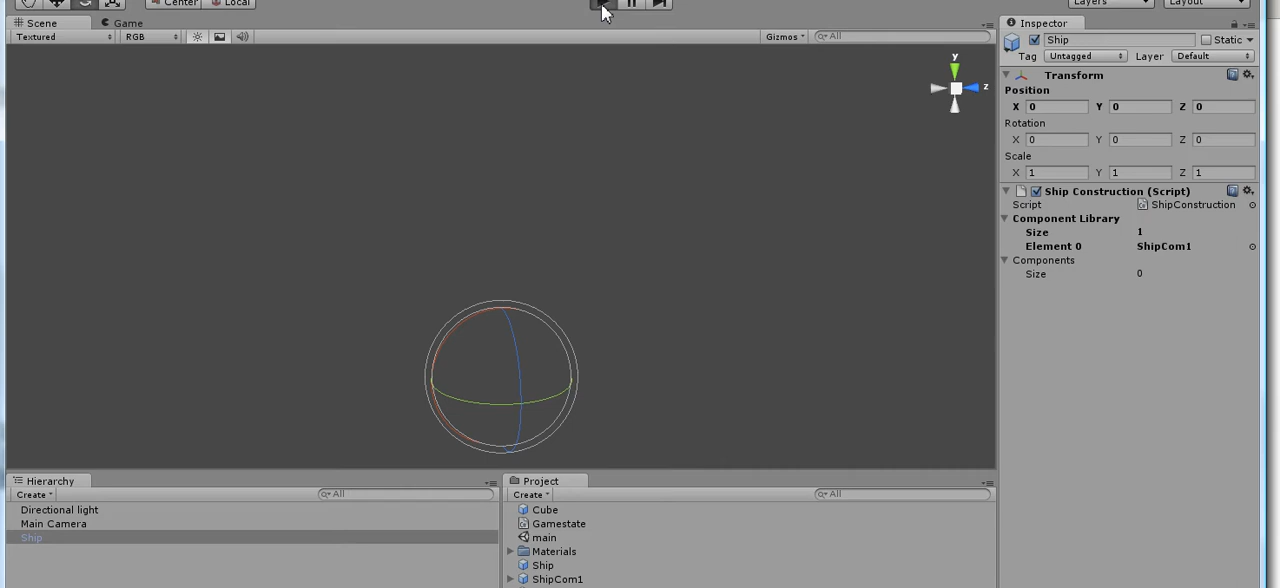 Center Local Layers Layout
Scene Game Inspector
Textured RGB Gizmos All Ship Static
Tag Untagged Layer Default
y
z
Transform
Position
X 0 Y 0 Z 0
Rotation
X 0 Y 0 Z 0
Scale
X 1 Y 1 Z 1
Ship Construction (Script)
Script ShipConstruction
Component Library
Size 1
Element 0 ShipCom1
Components
Size 0
Hierarchy Project
Create All Create All
Directional light
Main Camera
Ship
Cube
Gamestate
main
Materials
Ship
ShipCom1